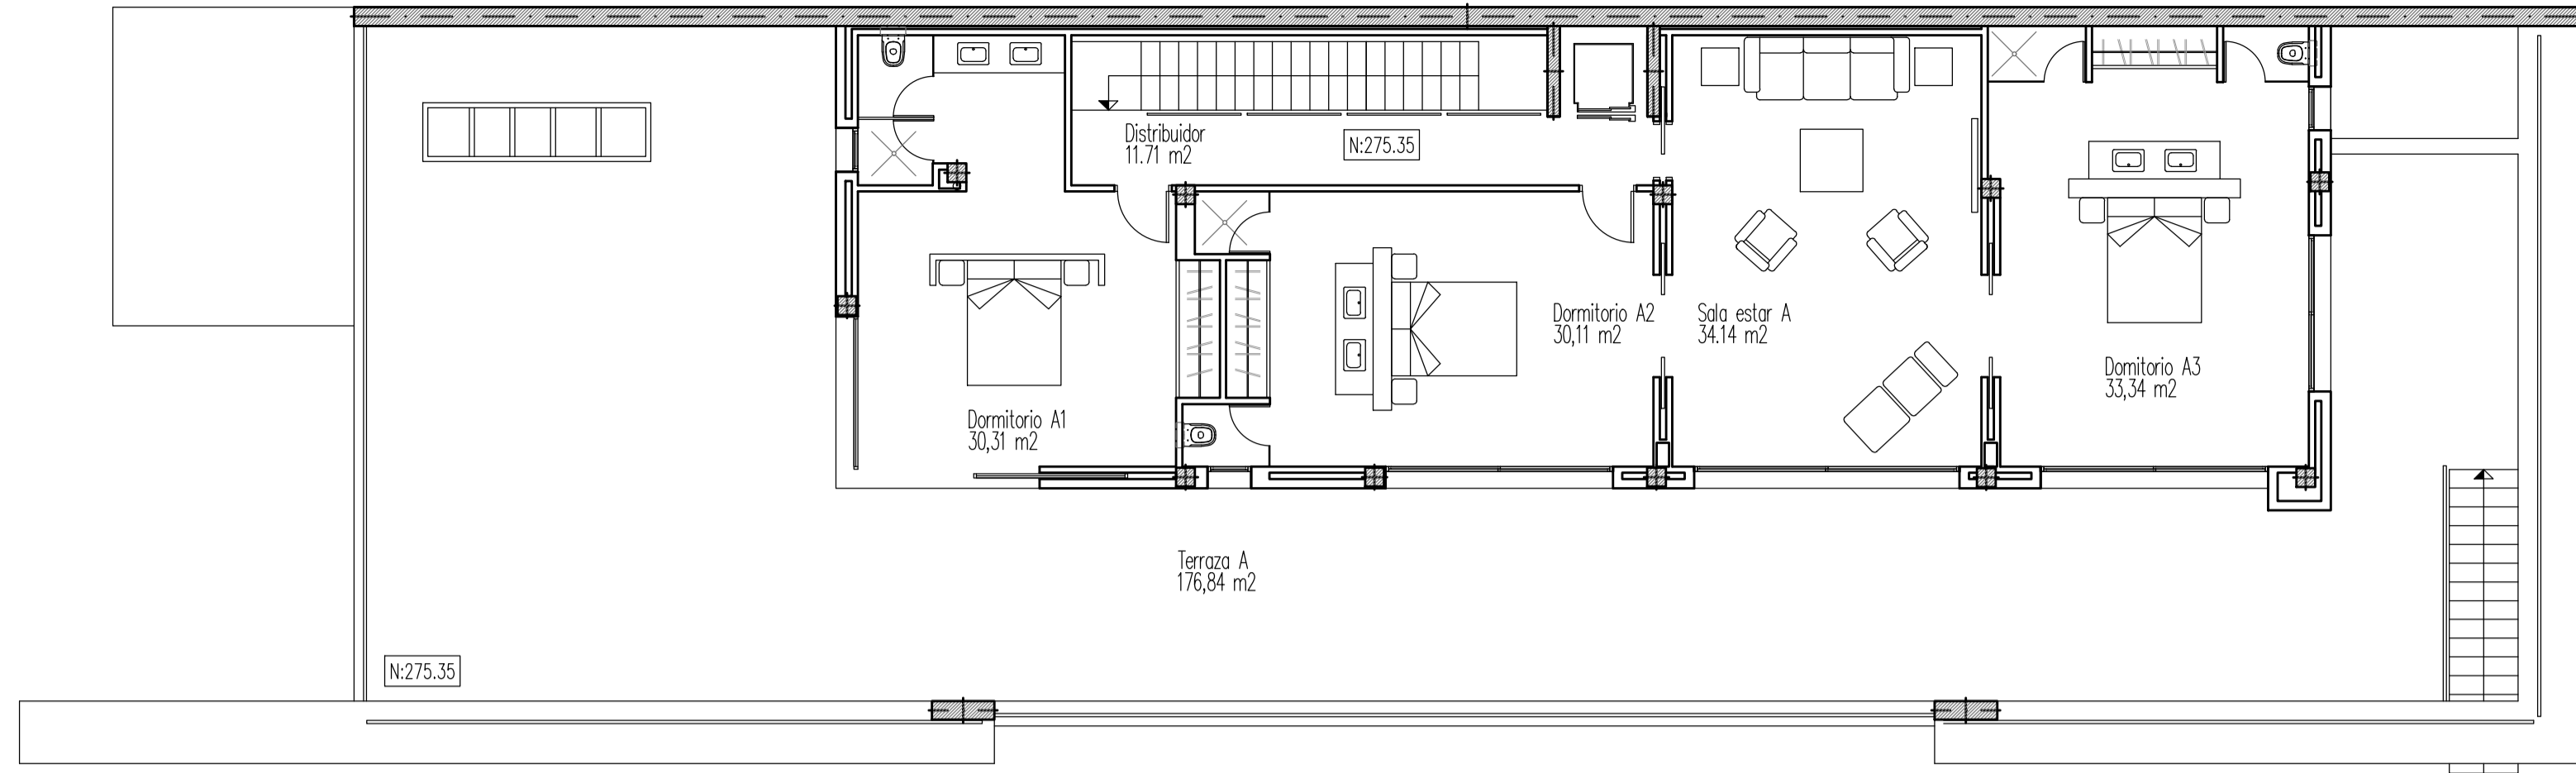 Distribuidor
11.71 m2
N:275.35
Dormitorio A2
30,11 m2
Sala estar A
34.14 m2
Domitorio A3
33,34 m2
Dormitorio A1
30,31 m2
Terraza A
176,84 m2
N:275.35